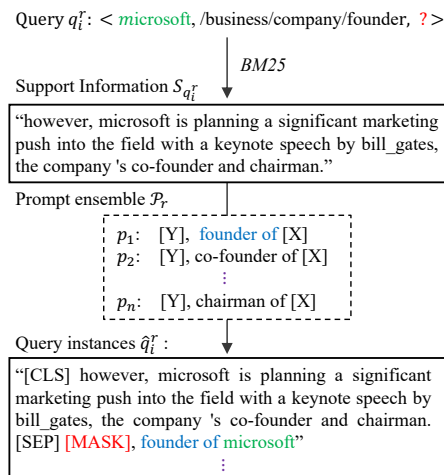 Query q_i^r: < microsoft, /business/company/founder, ? >
BM25
Support Information S_{q_i^r}
“however, microsoft is planning a significant marketing
push into the field with a keynote speech by bill_gates,
the company 's co-founder and chairman.”
Prompt ensemble 𝒫_r
p_1: [Y], founder of [X]
p_2: [Y], co-founder of [X]
⋮
p_n: [Y], chairman of [X]
Query instances q̂_i^r :
“[CLS] however, microsoft is planning a significant
marketing push into the field with a keynote speech by
bill_gates, the company 's co-founder and chairman.
[SEP] [MASK], founder of microsoft”
⋮